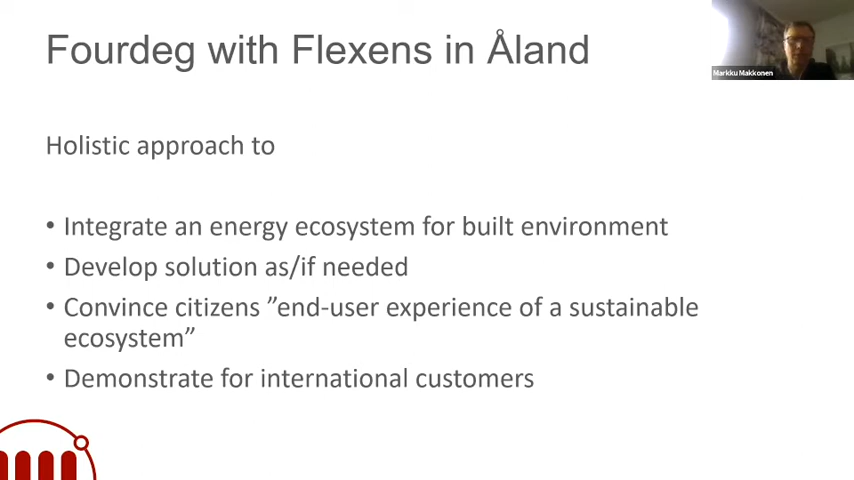 Fourdeg with Flexens in Åland
Markku Makkonen
Holistic approach to
• Integrate an energy ecosystem for built environment
• Develop solution as/if needed
• Convince citizens ”end-user experience of a sustainable
ecosystem”
• Demonstrate for international customers